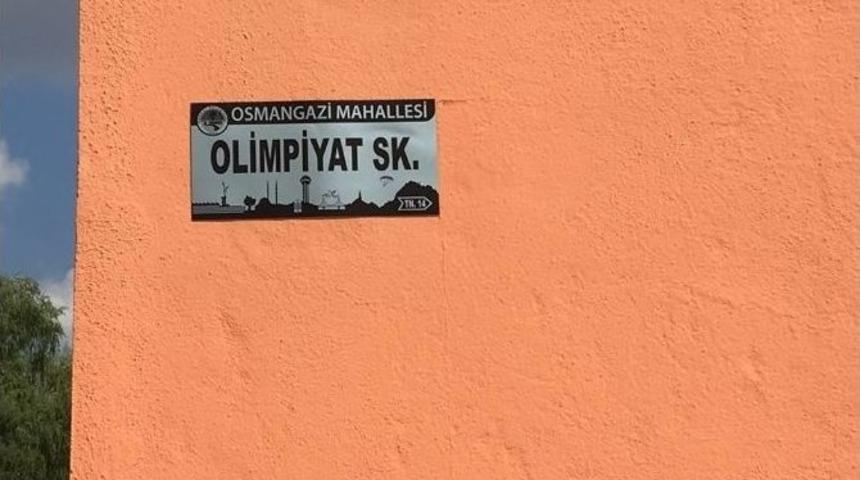 OSMANGAZİ MAHALLESİ
OLİMPİYAT SK.
TN. 14